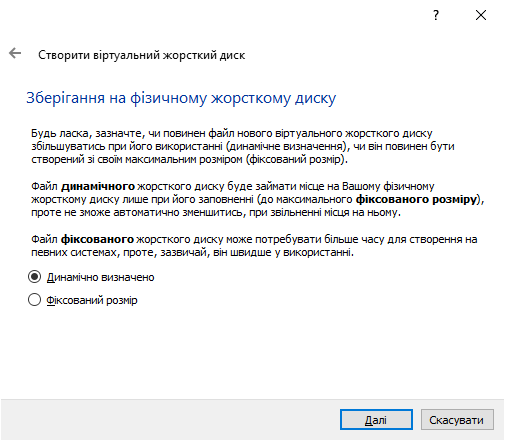 ?
Створити віртуальний жорсткий диск
Зберігання на фізичному жорсткому диску
Будь ласка, зазначте, чи повинен файл нового віртуального жорсткого диску
збільшуватись при його використанні (динамічне визначення), чи він повинен бути
створений зі своїм максимальним розміром (фіксований розмір).
Файл динамічного жорсткого диску буде займати місце на Вашому фізичному
жорсткому диску лише при його заповненні (до максимального фіксованого розміру),
проте не зможе автоматично зменшитись, при звільненні місця на ньому.
Файл фіксованого жорсткого диску може потребувати більше часу для створення на
певних системах, проте, зазвичай, він швидше у використанні.
Динамічно визначено
Фіксований розмір
Далі Скасувати